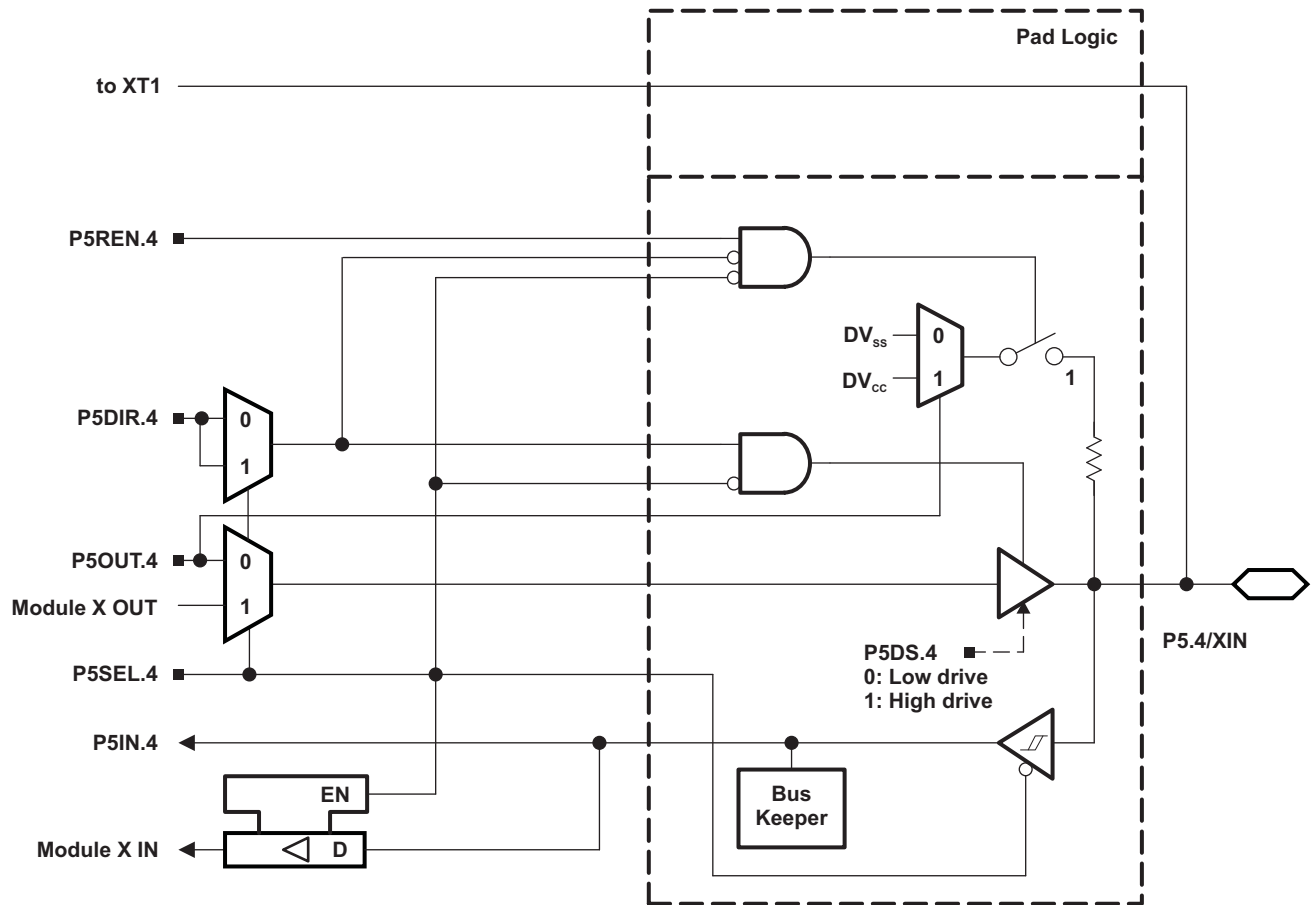 Pad Logic
to XT1
P5REN.4
DVSS
0
DVCC
1
1
P5DIR.4
0
1
P5OUT.4
0
Module X OUT
1
P5.4/XIN
P5DS.4
0: Low drive
1: High drive
P5SEL.4
P5IN.4
EN
Bus
Keeper
Module X IN
D